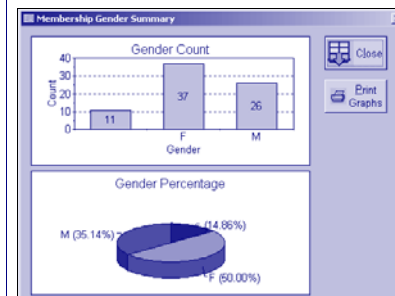 Membership Gender Summary
Gender Count
40
30
20
10
0
Count
11
37
26
F
M
Gender
Close
Print
Graphs
Gender Percentage
M (35.14%)
(14.86%)
F (50.00%)